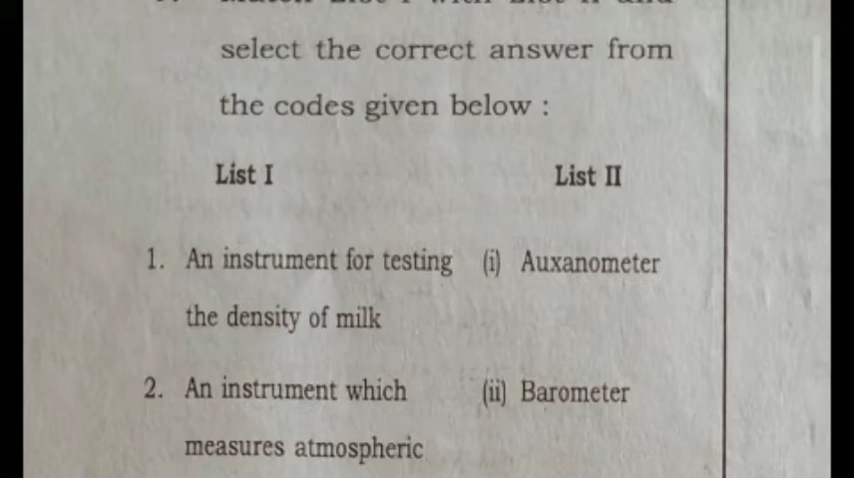 select the correct answer from
the codes given below :
List I List II
1. An instrument for testing (i) Auxanometer
the density of milk
2. An instrument which (ii) Barometer
measures atmospheric